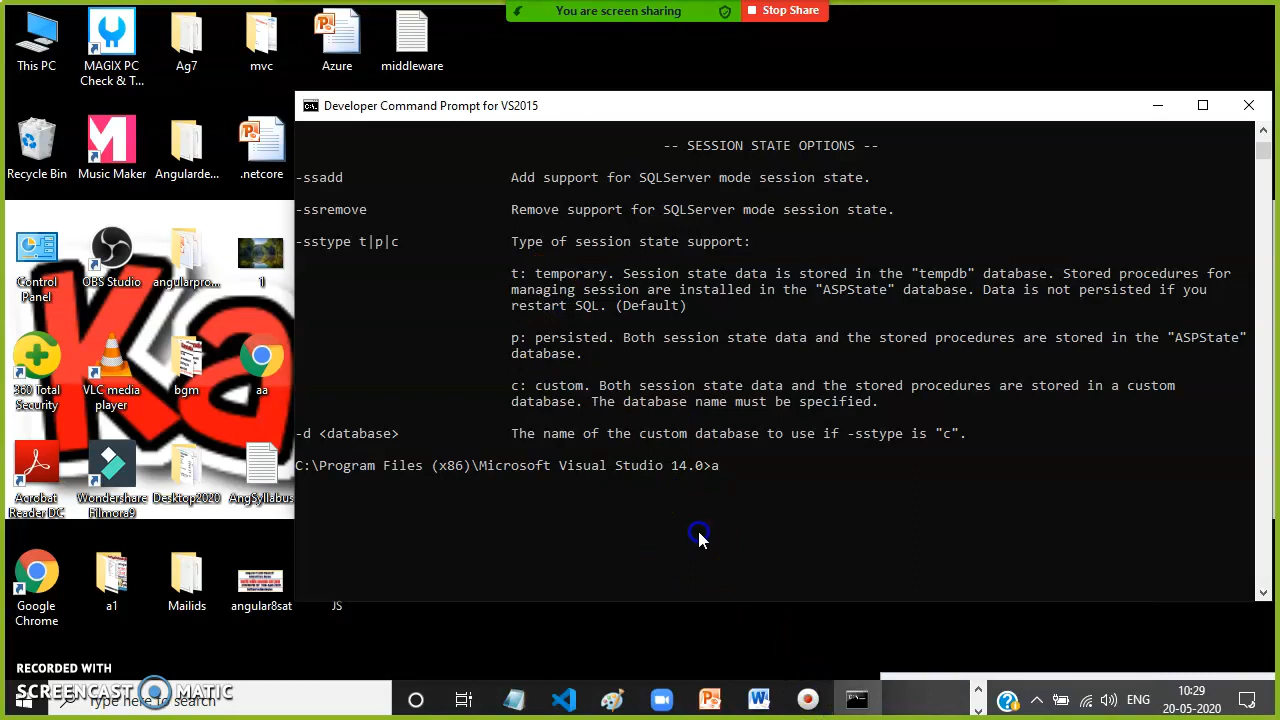 You are screen sharing
Stop Share
This PC
MAGIX PC
Check & T...
Ag7
mvc
Azure
middleware
Developer Command Prompt for VS2015
-- SESSION STATE OPTIONS --
-ssadd Add support for SQLServer mode session state.
-ssremove Remove support for SQLServer mode session state.
-sstype t|p|c Type of session state support:
t: temporary. Session state data is stored in the "tempdb" database. Stored procedures for
managing session are installed in the "ASPState" database. Data is not persisted if you
restart SQL. (Default)
p: persisted. Both session state data and the stored procedures are stored in the "ASPState"
database.
c: custom. Both session state data and the stored procedures are stored in a custom
database. The database name must be specified.
-d <database> The name of the custom database to use if -sstype is "c".
C:\Program Files (x86)\Microsoft Visual Studio 14.0>a
Recycle Bin
Music Maker
Angularde...
.netcore
Control
Panel
OBS Studio
angularpro...
1
Ka
360 Total
Security
VLC media
player
bgm
aa
Acrobat
Reader DC
Wondershare
Filmora9
Desktop2020
AngSyllabus
Google
Chrome
a1
Mailids
angular8sat
JS
RECORDED WITH
SCREENCAST MATIC
Type here to search
ENG
10:29
20-05-2020